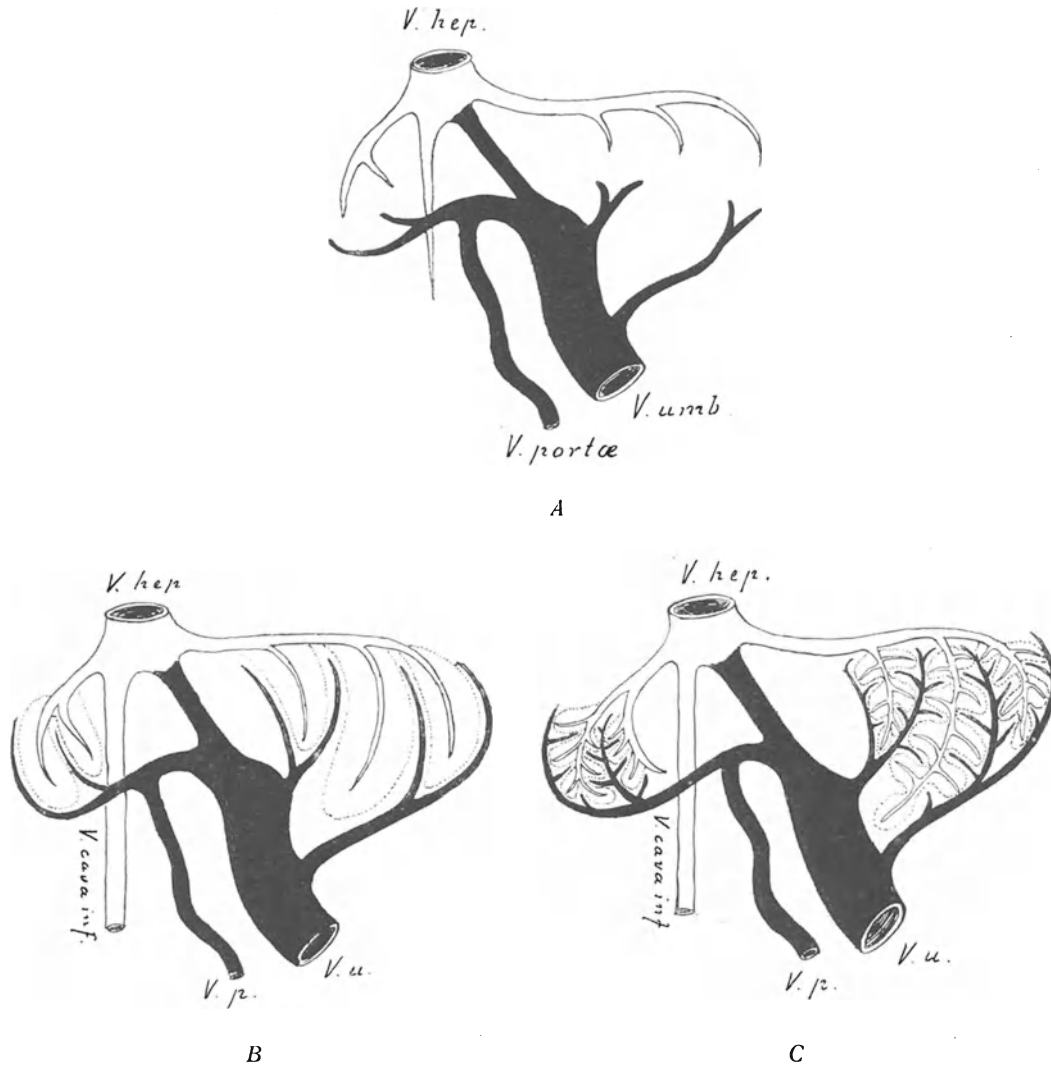 V. hep.
V. umb.
V. portæ
A
V. hep
V. cava inf.
V. p.
V. u.
B
V. hep.
V. cava inf
V. p.
V. u.
C